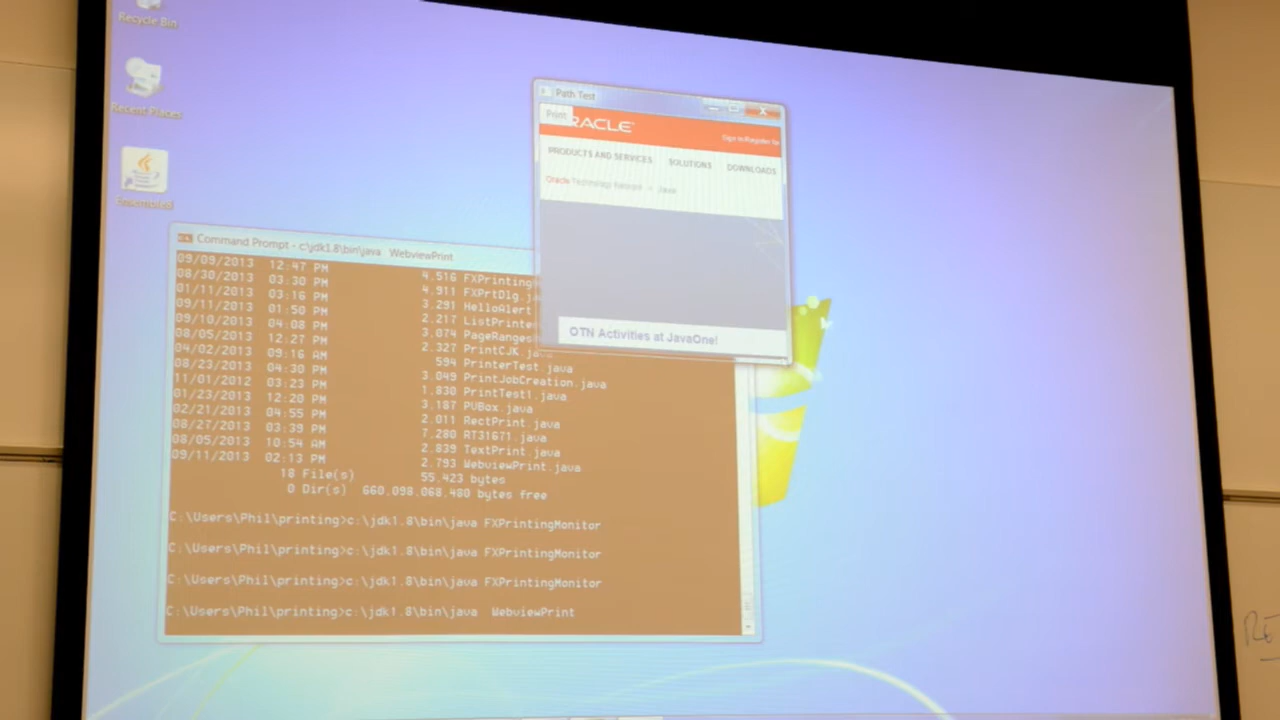 Recycle Bin
Recent Places
Path Test
Print
RACLE
PRODUCTS AND SERVICES SOLUTIONS DOWNLOADS
Oracle Technology Network > Java
OTN Activities at JavaOne!
Command Prompt - c:\jdk1.8\bin\java WebviewPrint
09/09/2013 12:47 PM 4,516 FXPrinting
08/30/2013 03:30 PM 4,911 FXPrtDlg.j
01/11/2013 03:16 PM 3,291 HelloAlert
09/11/2013 01:50 PM 2,217 ListPrinte
09/10/2013 04:08 PM 3,074 PageRanges
08/05/2013 12:27 PM 2,327 PrintCJK.java
04/02/2013 09:16 AM 594 PrinterTest.java
08/23/2013 04:30 PM 3,049 PrintJobCreation.java
11/01/2012 03:23 PM 1,830 PrintTest1.java
01/23/2013 12:20 PM 3,187 PVBox.java
02/21/2013 04:55 PM 2,011 RectPrint.java
08/27/2013 03:39 PM 7,280 RT31671.java
08/05/2013 10:54 AM 2,839 TextPrint.java
09/11/2013 02:13 PM 2,793 WebviewPrint.java
18 File(s) 55,423 bytes
0 Dir(s) 660,098,068,480 bytes free
C:\Users\Phil\printing>c:\jdk1.8\bin\java FXPrintingMonitor
C:\Users\Phil\printing>c:\jdk1.8\bin\java FXPrintingMonitor
C:\Users\Phil\printing>c:\jdk1.8\bin\java FXPrintingMonitor
C:\Users\Phil\printing>c:\jdk1.8\bin\java WebviewPrint
RE